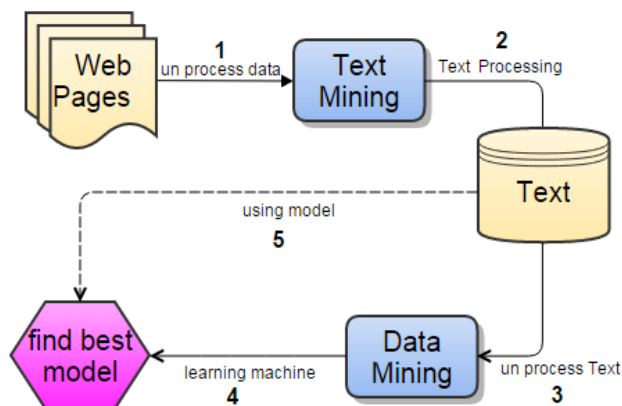 Web
Pages
1
un process data
Text
Mining
2
Text Processing
Text
using model
5
find best
model
learning machine
4
Data
Mining
un process Text
3